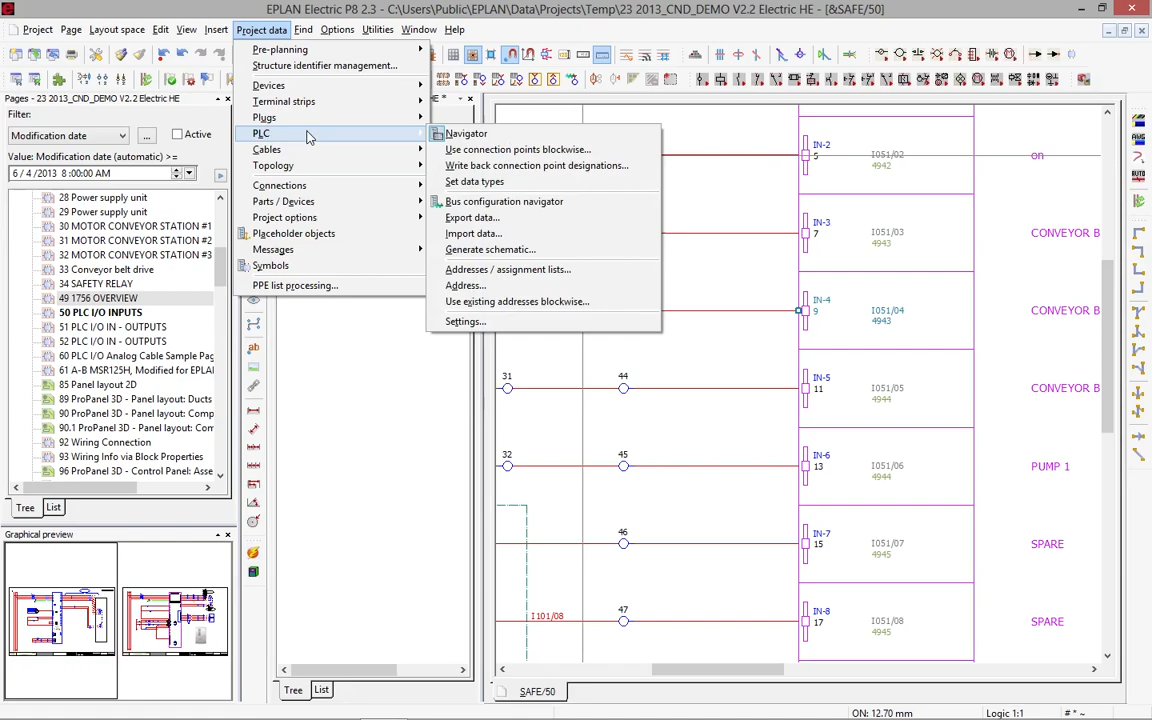 EPLAN Electric P8 2.3 - C:\Users\Public\EPLAN\Data\Projects\Temp\23 2013_CND_DEMO V2.2 Electric HE - [&SAFE/50]
Project Page Layout space Edit View Insert Project data Find Options Utilities Window Help
Pages - 23 2013_CND_DEMO V2.2 Electric HE
Filter:
Modification date
...
Active
Value: Modification date (automatic) >=
6 / 4 /2013 8 :00:00 AM
28 Power supply unit
29 Power supply unit
30 MOTOR CONVEYOR STATION #1
31 MOTOR CONVEYOR STATION #2
32 MOTOR CONVEYOR STATION #3
33 Conveyor belt drive
34 SAFETY RELAY
49 1756 OVERVIEW
50 PLC I/O INPUTS
51 PLC I/O IN - OUTPUTS
52 PLC I/O IN - OUTPUTS
60 PLC I/O Analog Cable Sample Pag
61 A-B MSR125H, Modified for EPLAN
85 Panel layout 2D
89 ProPanel 3D - Panel layout: Ducts
90 ProPanel 3D - Panel layout: Comp
90.1 ProPanel 3D - Panel layout: Com
92 Wiring Connection
93 Wiring Info via Block Properties
96 ProPanel 3D - Control Panel: Asse
Tree List
Graphical preview
Pre-planning
Structure identifier management...
Devices
Terminal strips
Plugs
PLC
Cables
Topology
Connections
Parts / Devices
Project options
Placeholder objects
Messages
Symbols
PPE list processing...
Navigator
Use connection points blockwise...
Write back connection point designations...
Set data types
Bus configuration navigator
Export data...
Import data...
Generate schematic...
Addresses / assignment lists...
Address...
Use existing addresses blockwise...
Settings...
HE
ab
AUTO
Tree List
IN-2
5
I051/02
4942
on
IN-3
7
I051/03
4943
CONVEYOR B
IN-4
9
I051/04
4943
CONVEYOR B
31 44
IN-5
11
I051/05
4944
CONVEYOR B
32 45
IN-6
13
I051/06
4944
PUMP 1
46
IN-7
15
I051/07
4945
SPARE
I101/08
47
IN-8
17
I051/08
4945
SPARE
SAFE/50
ON: 12.70 mm Logic 1:1 # * ~